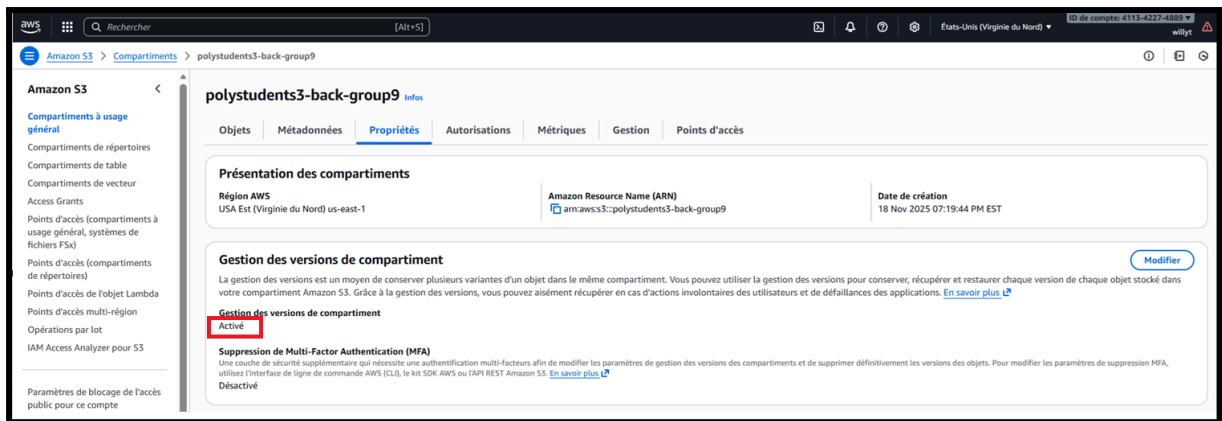 aws
Rechercher
[Alt+S]
États-Unis (Virginie du Nord) ▼
ID de compte: 4113-4227-4889 ▼
willyt
Amazon S3 > Compartiments > polystudents3-back-group9
Amazon S3
Compartiments à usage
général
Compartiments de répertoires
Compartiments de table
Compartiments de vecteur
Access Grants
Points d'accès (compartiments à
usage général, systèmes de
fichiers FSx)
Points d'accès (compartiments
de répertoires)
Points d'accès de l'objet Lambda
Points d'accès multi-région
Opérations par lot
IAM Access Analyzer pour S3
Paramètres de blocage de l'accès
public pour ce compte
polystudents3-back-group9 Infos
Objets Métadonnées Propriétés Autorisations Métriques Gestion Points d'accès
Présentation des compartiments
Région AWS
USA Est (Virginie du Nord) us-east-1
Amazon Resource Name (ARN)
arn:aws:s3:::polystudents3-back-group9
Date de création
18 Nov 2025 07:19:44 PM EST
Gestion des versions de compartiment
Modifier
La gestion des versions est un moyen de conserver plusieurs variantes d'un objet dans le même compartiment. Vous pouvez utiliser la gestion des versions pour conserver, récupérer et restaurer chaque version de chaque objet stocké dans
votre compartiment Amazon S3. Grâce à la gestion des versions, vous pouvez aisément récupérer en cas d'actions involontaires des utilisateurs et de défaillances des applications. En savoir plus
Gestion des versions de compartiment
Activé
Suppression de Multi-Factor Authentication (MFA)
Une couche de sécurité supplémentaire qui nécessite une authentification multi-facteurs afin de modifier les paramètres de gestion des versions des compartiments et de supprimer définitivement les versions des objets. Pour modifier les paramètres de suppression MFA,
utilisez l'interface de ligne de commande AWS (CLI), le kit SDK AWS ou l'API REST Amazon S3. En savoir plus
Désactivé